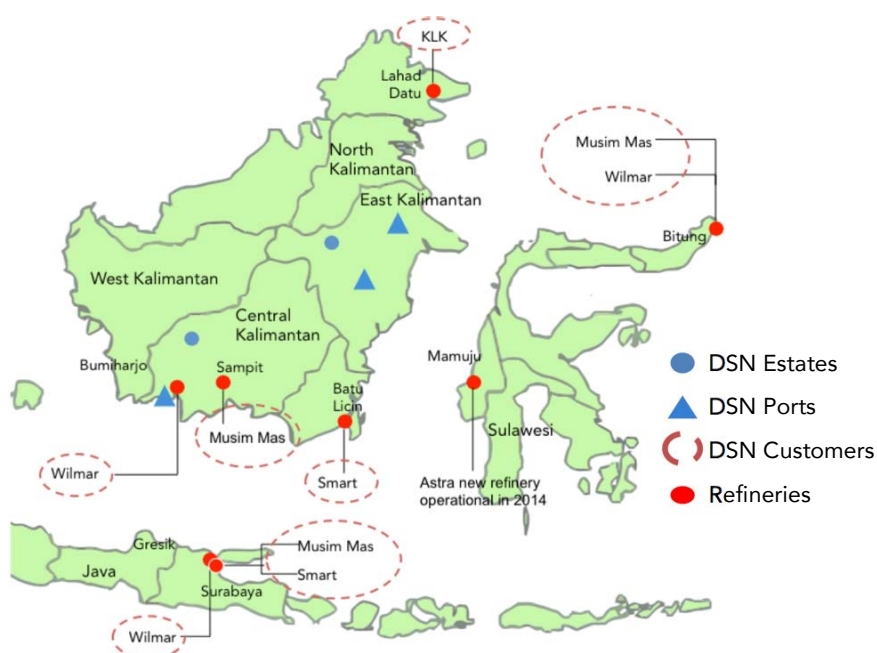 KLK
Lahad
Datu
North
Kalimantan
Musim Mas
Wilmar
East Kalimantan
Bitung
West Kalimantan
Central
Kalimantan
Bumiharjo
Sampit
Batu
Licin
Mamuju
Musim Mas
Sulawesi
Wilmar
Smart
Astra new refinery
operational in 2014
DSN Estates
DSN Ports
DSN Customers
Refineries
Gresik
Musim Mas
Java
Smart
Surabaya
Wilmar